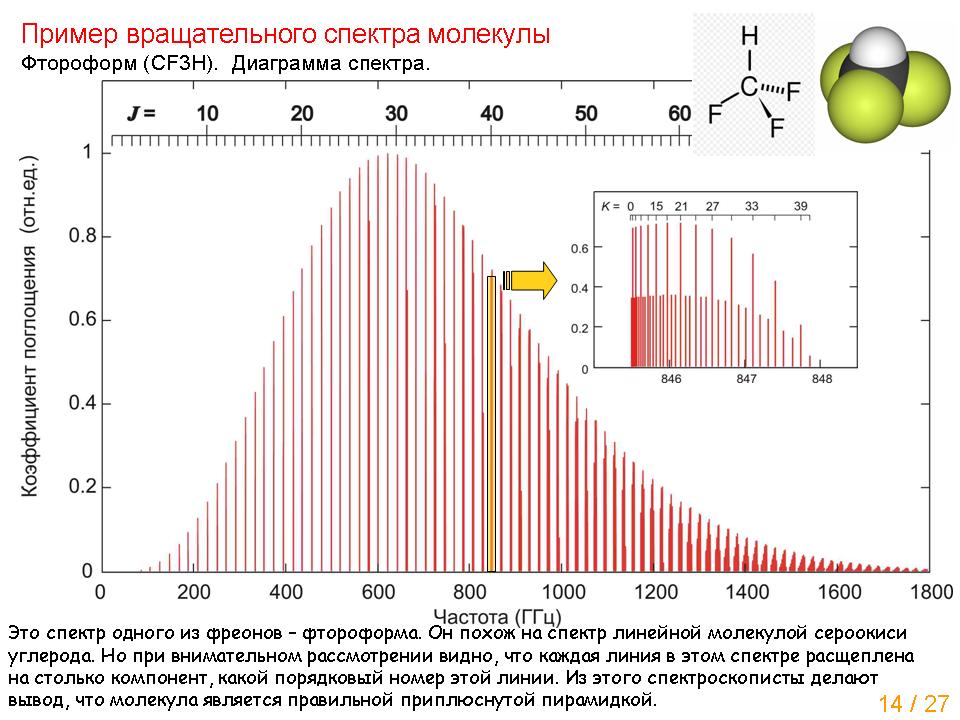 Пример вращательного спектра молекулы
Фтороформ (CF3H).  Диаграмма спектра.
H
C
F
F
F
J = 10 20 30 40 50 60
Коэффициент поглощения (отн.ед.)
1
0.8
0.6
0.4
0.2
0
K = 0 15 21 27 33 39
0.6
0.4
0.2
0
846 847 848
0 200 400 600 800 1000 1200 1400 1600 1800
Частота (ГГц)
Это спектр одного из фреонов – фтороформа. Он похож на спектр линейной молекулой сероокиси
углерода. Но при внимательном рассмотрении видно, что каждая линия в этом спектре расщеплена
на столько компонент, какой порядковый номер этой линии. Из этого спектроскописты делают
вывод, что молекула является правильной приплюснутой пирамидкой.
14 / 27